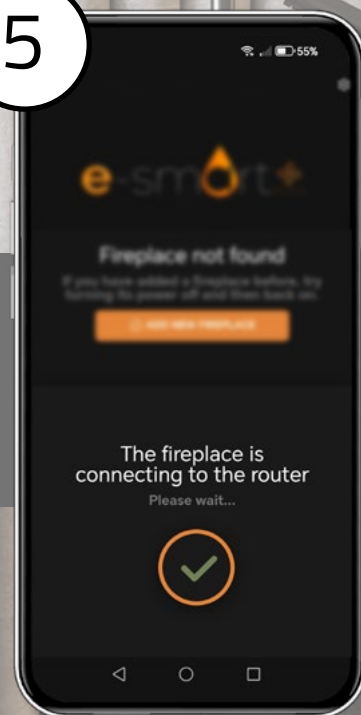 5
55%
e-smart+
Fireplace not found
If you have added a fireplace before, try
turning its power off and then back on.
ADD NEW FIREPLACE
The fireplace is
connecting to the router
Please wait...